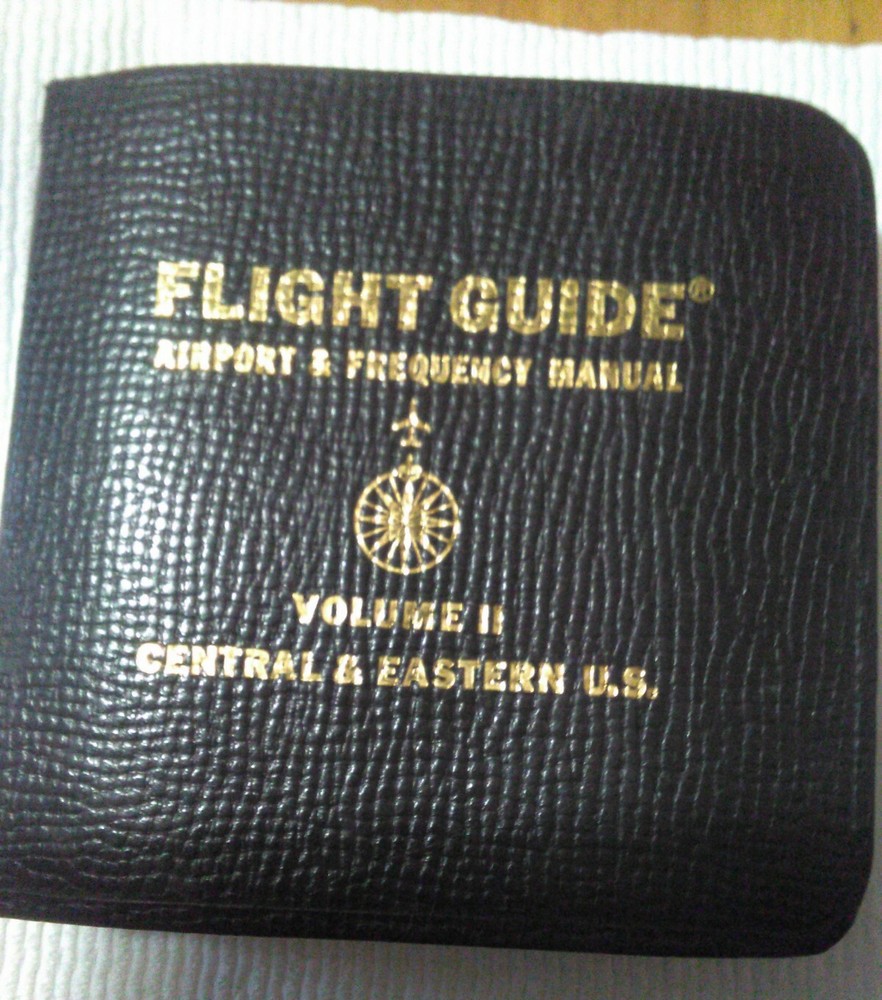 FLIGHT GUIDE®
AIRPORT & FREQUENCY MANUAL
VOLUME II
CENTRAL & EASTERN U.S.